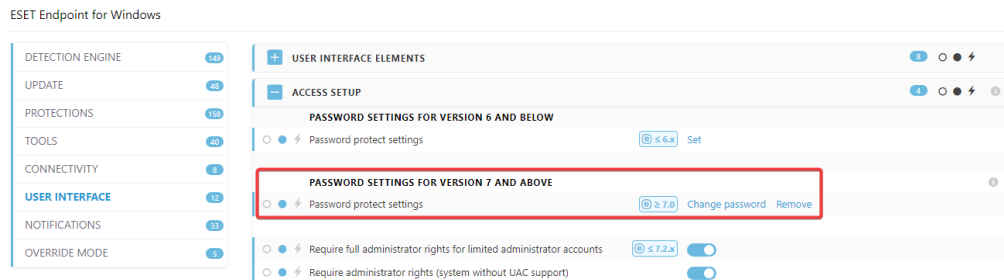 ESET Endpoint for Windows
DETECTION ENGINE 149
UPDATE 48
PROTECTIONS 158
TOOLS 40
CONNECTIVITY 8
USER INTERFACE 12
NOTIFICATIONS 33
OVERRIDE MODE 5
USER INTERFACE ELEMENTS 8
ACCESS SETUP 4
PASSWORD SETTINGS FOR VERSION 6 AND BELOW
Password protect settings ≤ 6.x Set
PASSWORD SETTINGS FOR VERSION 7 AND ABOVE
Password protect settings ≥ 7.0 Change password Remove
Require full administrator rights for limited administrator accounts ≤ 7.2.x
Require administrator rights (system without UAC support)